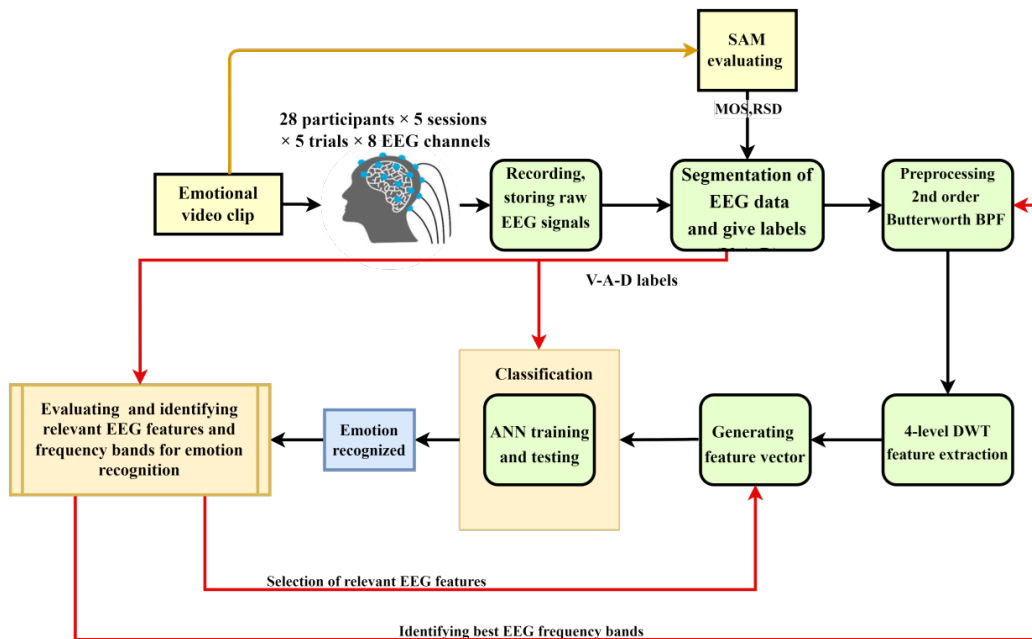 SAM
evaluating
MOS,RSD
28 participants × 5 sessions
× 5 trials × 8 EEG channels
Emotional
video clip
Recording,
storing raw
EEG signals
Segmentation of
EEG data
and give labels
Preprocessing
2nd order
Butterworth BPF
V-A-D labels
Classification
ANN training
and testing
Evaluating and identifying
relevant EEG features and
frequency bands for emotion
recognition
Emotion
recognized
Generating
feature vector
4-level DWT
feature extraction
Selection of relevant EEG features
Identifying best EEG frequency bands